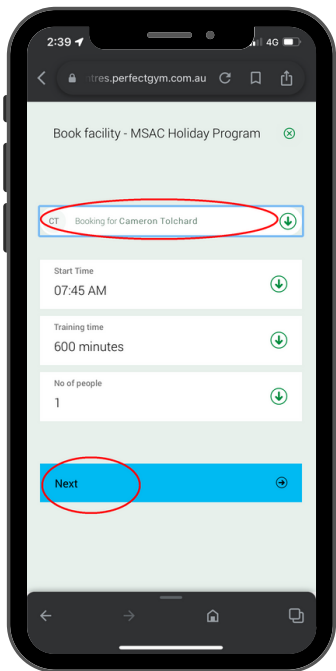 2:39
4G
tres.perfectgym.com.au
Book facility - MSAC Holiday Program
CT Booking for Cameron Tolchard
Start Time
07:45 AM
Training time
600 minutes
No of people
1
Next